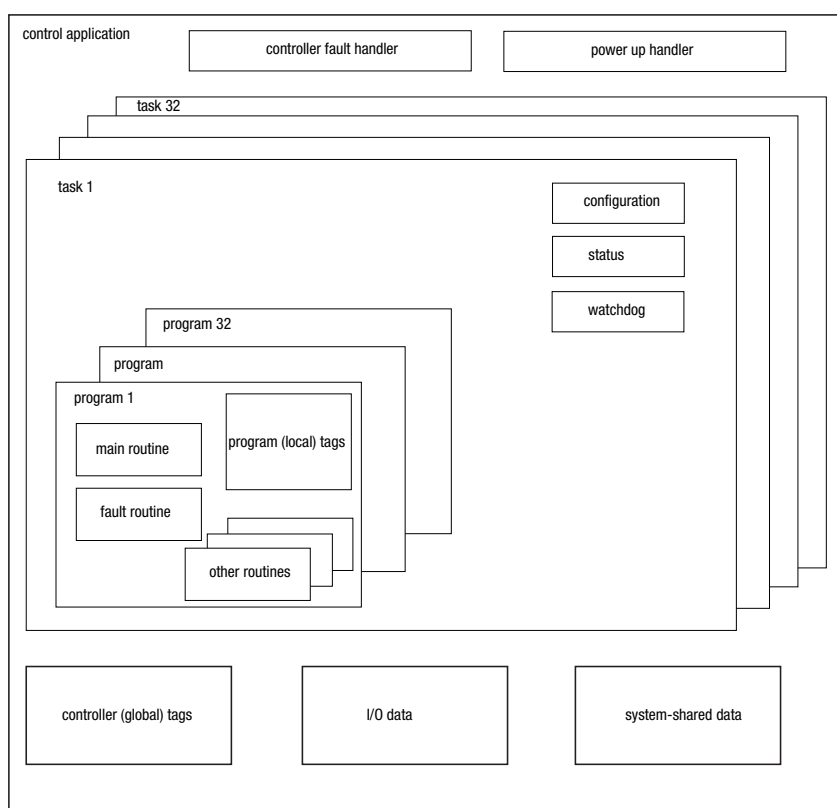 control application
controller fault handler
power up handler
task 32
task 1
configuration
status
watchdog
program 32
program
program 1
main routine
program (local) tags
fault routine
other routines
controller (global) tags
I/O data
system-shared data